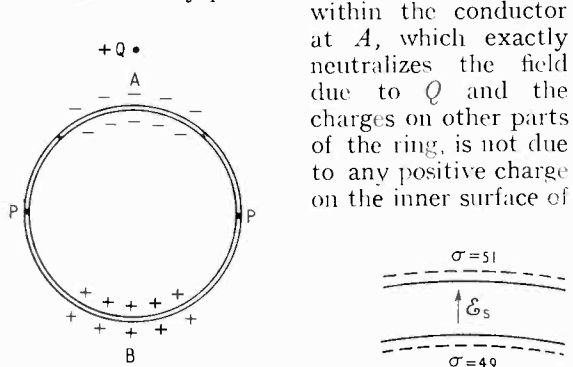 within the conductor
at A, which exactly
neutralizes the field
due to Q and the
charges on other parts
of the ring, is not due
to any positive charge
on the inner surface of
+Q
A
P
P
B
σ=51
ℰs
σ=49